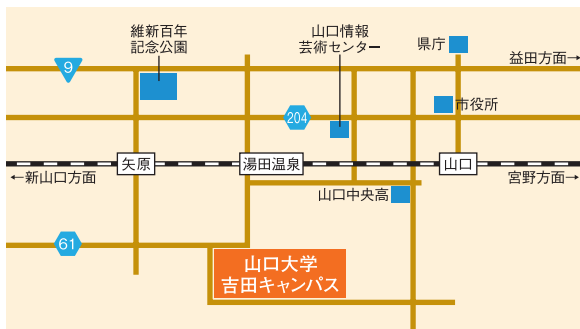 維新百年
記念公園
山口情報
芸術センター
県庁
益田方面→
9
204
市役所
矢原
湯田温泉
山口
←新山口方面
宮野方面→
山口中央高
61
山口大学
吉田キャンパス